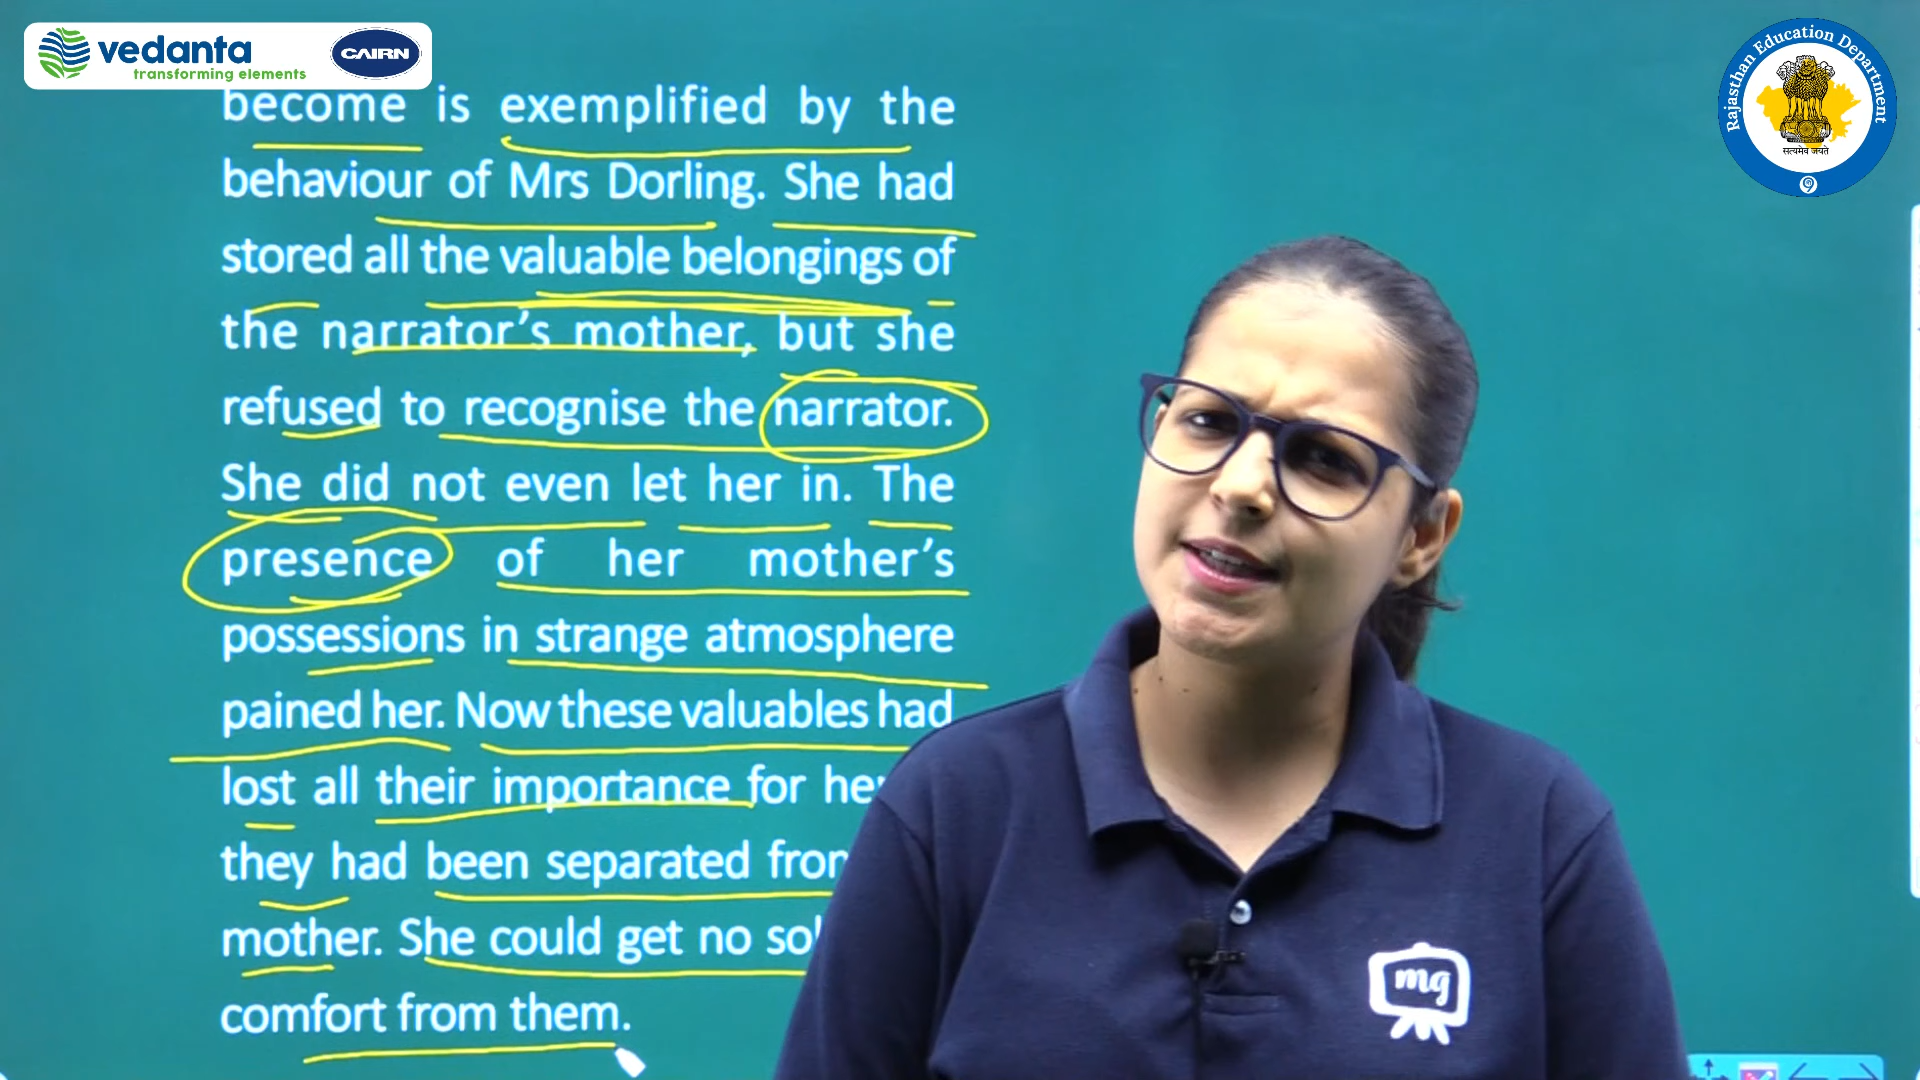 vedanta
transforming elements
CAIRN
Rajasthan Education Department
सत्यमेव जयते
become is exemplified by the
behaviour of Mrs Dorling. She had
stored all the valuable belongings of
the narrator's mother, but she
refused to recognise the narrator.
She did not even let her in. The
presence of her mother's
possessions in strange atmosphere
pained her. Now these valuables had
lost all their importance for
they had been separated
mother. She could get no
comfort from them.
mg